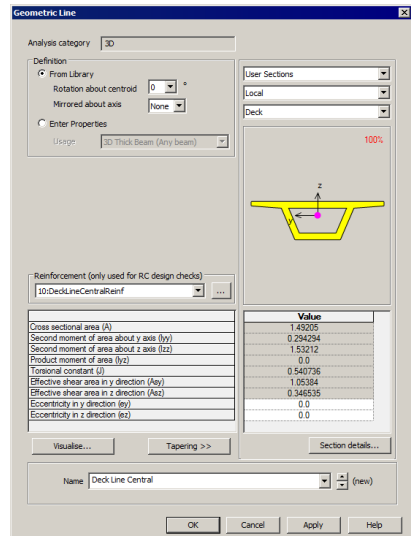 Geometric Line
Analysis category 3D
Definition
From Library
Rotation about centroid 0 °
Mirrored about axis None
Enter Properties
Usage 3D Thick Beam (Any beam)
User Sections
Local
Deck
100%
z
y
Reinforcement (only used for RC design checks)
10:DeckLineCentralReinf ...
Value
Cross sectional area (A) 1.49205
Second moment of area about y axis (Iyy) 0.294294
Second moment of area about z axis (Izz) 1.53212
Product moment of area (Iyz) 0.0
Torsional constant (J) 0.540736
Effective shear area in y direction (Asy) 1.05384
Effective shear area in z direction (Asz) 0.346535
Eccentricity in y direction (ey) 0.0
Eccentricity in z direction (ez) 0.0
Visualise... Tapering >> Section details...
Name Deck Line Central (new)
OK Cancel Apply Help